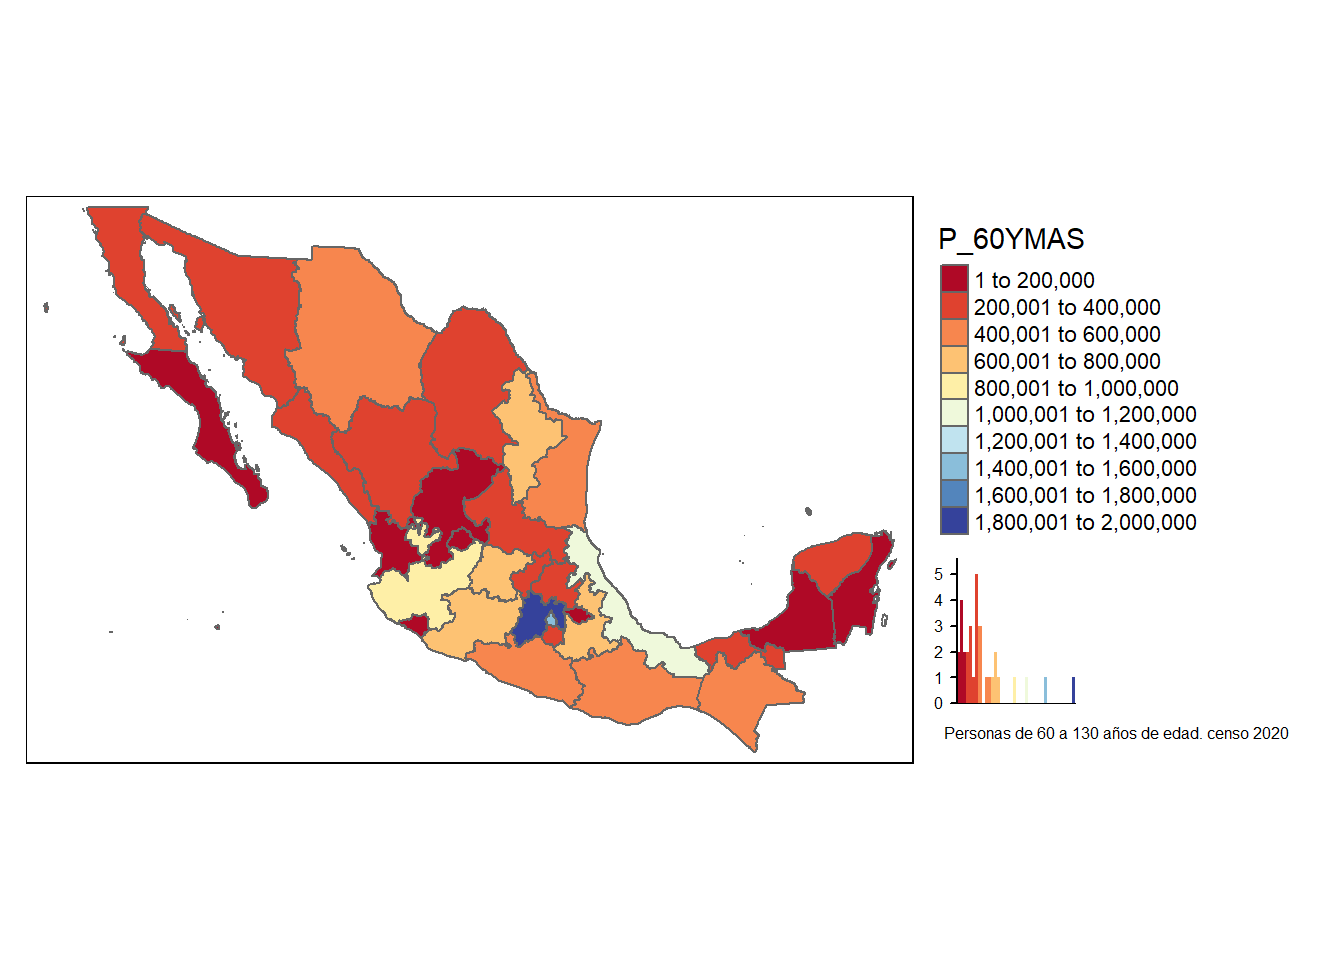 P_60YMAS
1 to 200,000
200,001 to 400,000
400,001 to 600,000
600,001 to 800,000
800,001 to 1,000,000
1,000,001 to 1,200,000
1,200,001 to 1,400,000
1,400,001 to 1,600,000
1,600,001 to 1,800,000
1,800,001 to 2,000,000
5
4
3
2
1
0
Personas de 60 a 130 años de edad. censo 2020